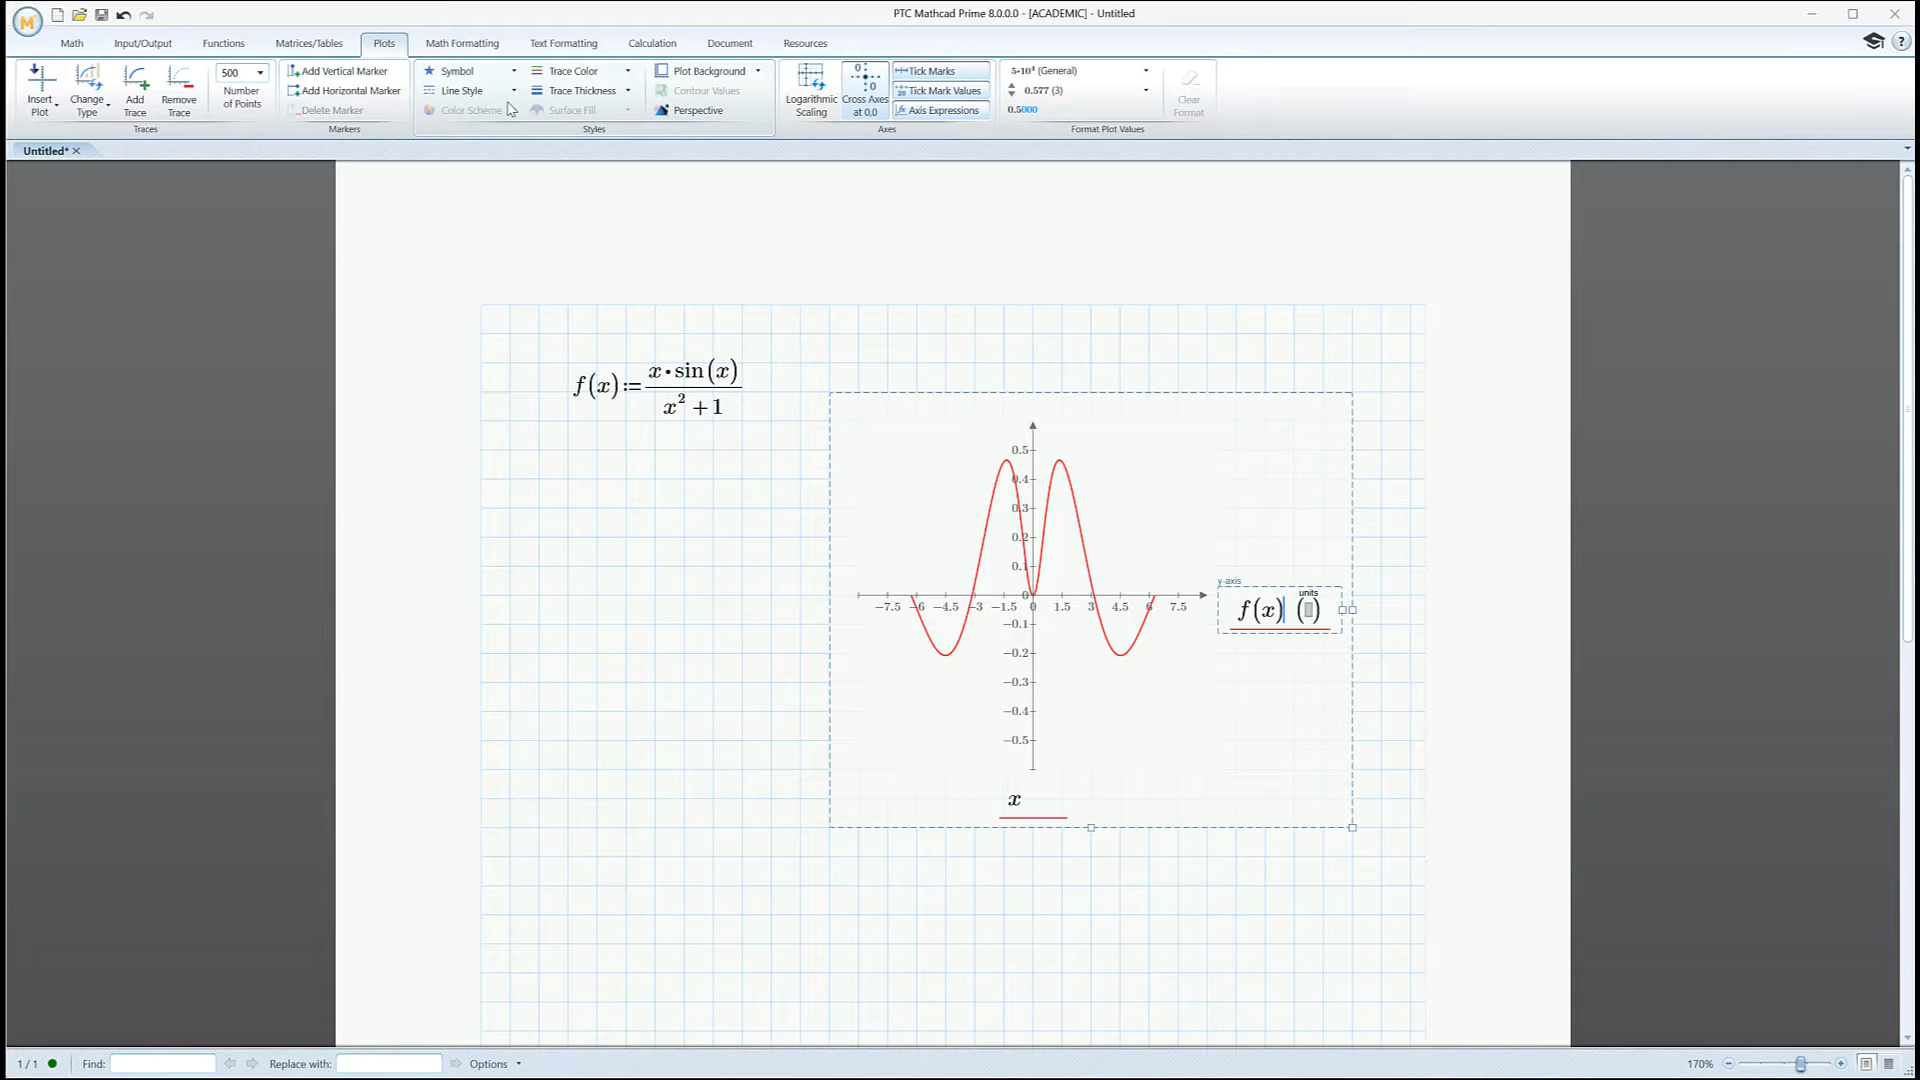 PTC Mathcad Prime 8.0.0.0 - [ACADEMIC] - Untitled
Math Input/Output Functions Matrices/Tables Plots Math Formatting Text Formatting Calculation Document Resources
Insert Plot
Change Type
Add Trace
Remove Trace
500
Number of Points
Traces
Add Vertical Marker
Add Horizontal Marker
Delete Marker
Markers
Symbol
Line Style
Color Scheme
Trace Color
Trace Thickness
Surface Fill
Plot Background
Contour Values
Perspective
Styles
Logarithmic Scaling
Cross Axes at 0,0
Tick Marks
Tick Mark Values
Axis Expressions
Axes
5•10⁴ (General)
0.577 (3)
0.5000
Clear Format
Format Plot Values
Untitled*
f(x):=
x•sin(x)
x²+1
0.5
0.4
0.3
0.2
0.1
0
−7.5 −6 −4.5 −3 −1.5 0 1.5 3 4.5 6 7.5
−0.1
−0.2
−0.3
−0.4
−0.5
y-axis
units
f(x) ()
x
1 / 1
Find:
Replace with:
Options
170%